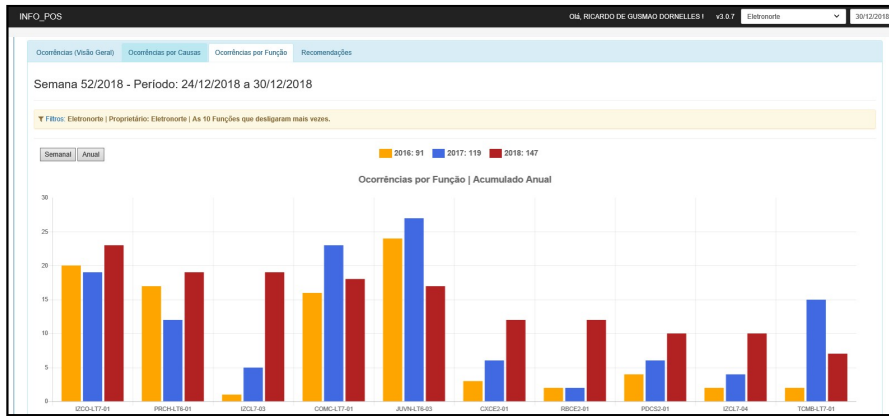 INFO_POS
Olá, RICARDO DE GUSMAO DORNELLES ! v3.0.7 Eletronorte 30/12/2018
Ocorrências (Visão Geral) Ocorrências por Causas Ocorrências por Função Recomendações
Semana 52/2018 - Período: 24/12/2018 a 30/12/2018
Filtros: Eletronorte | Proprietário: Eletronorte | As 10 Funções que desligaram mais vezes.
Semanal Anual
2016: 91 2017: 119 2018: 147
Ocorrências por Função | Acumulado Anual
30
25
20
15
10
5
0
IZCO-LT7-01 PRCH-LT6-01 IZCL7-03 COMC-LT7-01 JUVN-LT6-03 CXCE2-01 RBCE2-01 PDCS2-01 IZCL7-04 TCMB-LT7-01